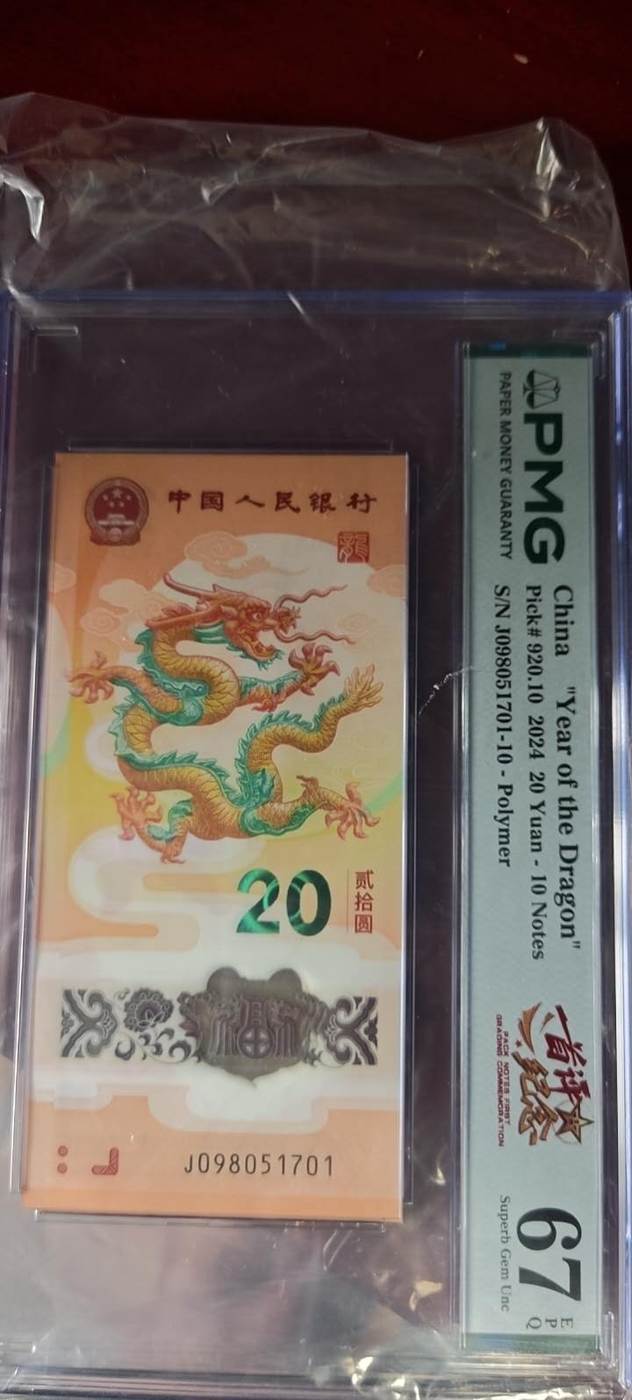 中国人民银行
龍
20
贰拾圆
J098051701
PMG
PAPER MONEY GUARANTY
China "Year of the Dragon"
Pick# 920.10 2024 20 Yuan - 10 Notes
S/N J098051701-10 - Polymer
首评纪念
PACK NOTES FIRST
GRADING COMMEMORATION
67 EPQ
Superb Gem Unc